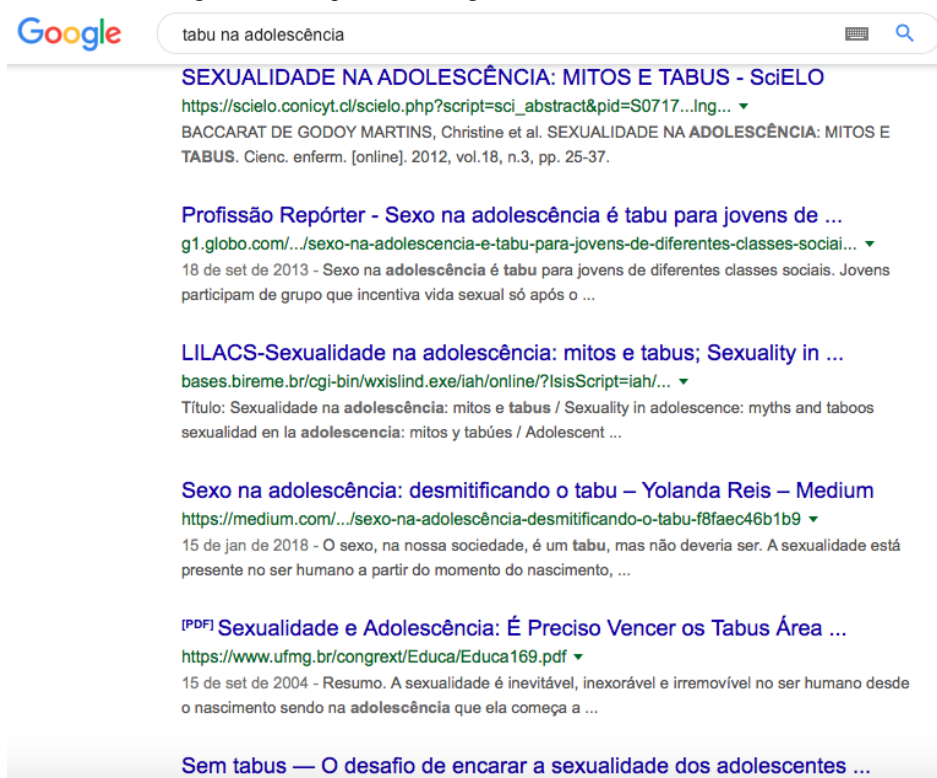 Google
tabu na adolescência
SEXUALIDADE NA ADOLESCÊNCIA: MITOS E TABUS - SciELO
https://scielo.conicyt.cl/scielo.php?script=sci_abstract&pid=S0717...lng...
BACCARAT DE GODOY MARTINS, Christine et al. SEXUALIDADE NA ADOLESCÊNCIA: MITOS E
TABUS. Cienc. enferm. [online]. 2012, vol.18, n.3, pp. 25-37.
Profissão Repórter - Sexo na adolescência é tabu para jovens de ...
g1.globo.com/.../sexo-na-adolescencia-e-tabu-para-jovens-de-diferentes-classes-sociai...
18 de set de 2013 - Sexo na adolescência é tabu para jovens de diferentes classes sociais. Jovens
participam de grupo que incentiva vida sexual só após o ...
LILACS-Sexualidade na adolescência: mitos e tabus; Sexuality in ...
bases.bireme.br/cgi-bin/wxislind.exe/iah/online/?IsisScript=iah/...
Título: Sexualidade na adolescência: mitos e tabus / Sexuality in adolescence: myths and taboos
sexualidad en la adolescencia: mitos y tabúes / Adolescent ...
Sexo na adolescência: desmitificando o tabu – Yolanda Reis – Medium
https://medium.com/.../sexo-na-adolescência-desmitificando-o-tabu-f8faec46b1b9
15 de jan de 2018 - O sexo, na nossa sociedade, é um tabu, mas não deveria ser. A sexualidade está
presente no ser humano a partir do momento do nascimento, ...
[PDF] Sexualidade e Adolescência: É Preciso Vencer os Tabus Área ...
https://www.ufmg.br/congrext/Educa/Educa169.pdf
15 de set de 2004 - Resumo. A sexualidade é inevitável, inexorável e irremovível no ser humano desde
o nascimento sendo na adolescência que ela começa a ...
Sem tabus — O desafio de encarar a sexualidade dos adolescentes ...